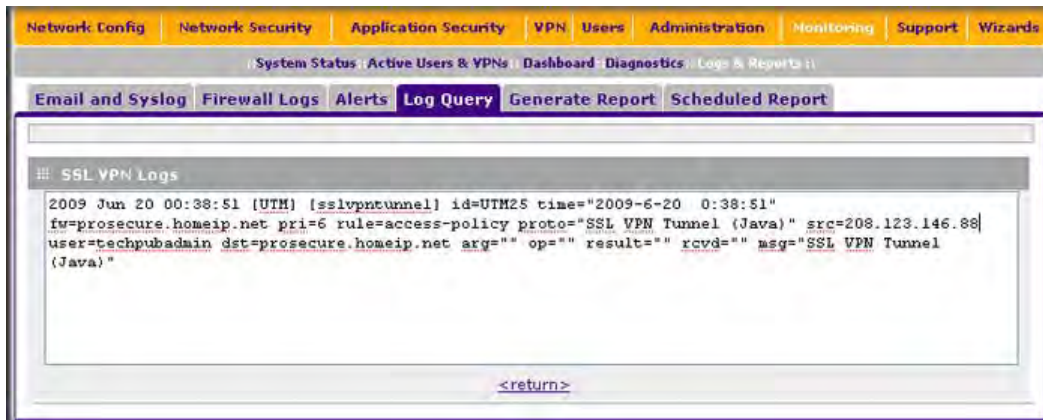 Network Config Network Security Application Security VPN Users Administration Monitoring Support Wizards
:: System Status :: Active Users & VPNs :: Dashboard :: Diagnostics :: Logs & Reports ::
Email and Syslog Firewall Logs Alerts Log Query Generate Report Scheduled Report
SSL VPN Logs
2009 Jun 20 00:38:51 [UTM] [sslvpntunnel] id=UTM25 time="2009-6-20 0:38:51"
fw=prosecure.homeip.net pri=6 rule=access-policy proto="SSL VPN Tunnel (Java)" src=208.123.146.88
user=techpubadmin dst=prosecure.homeip.net arg="" op="" result="" rcvd="" msg="SSL VPN Tunnel
(Java)"
<return>